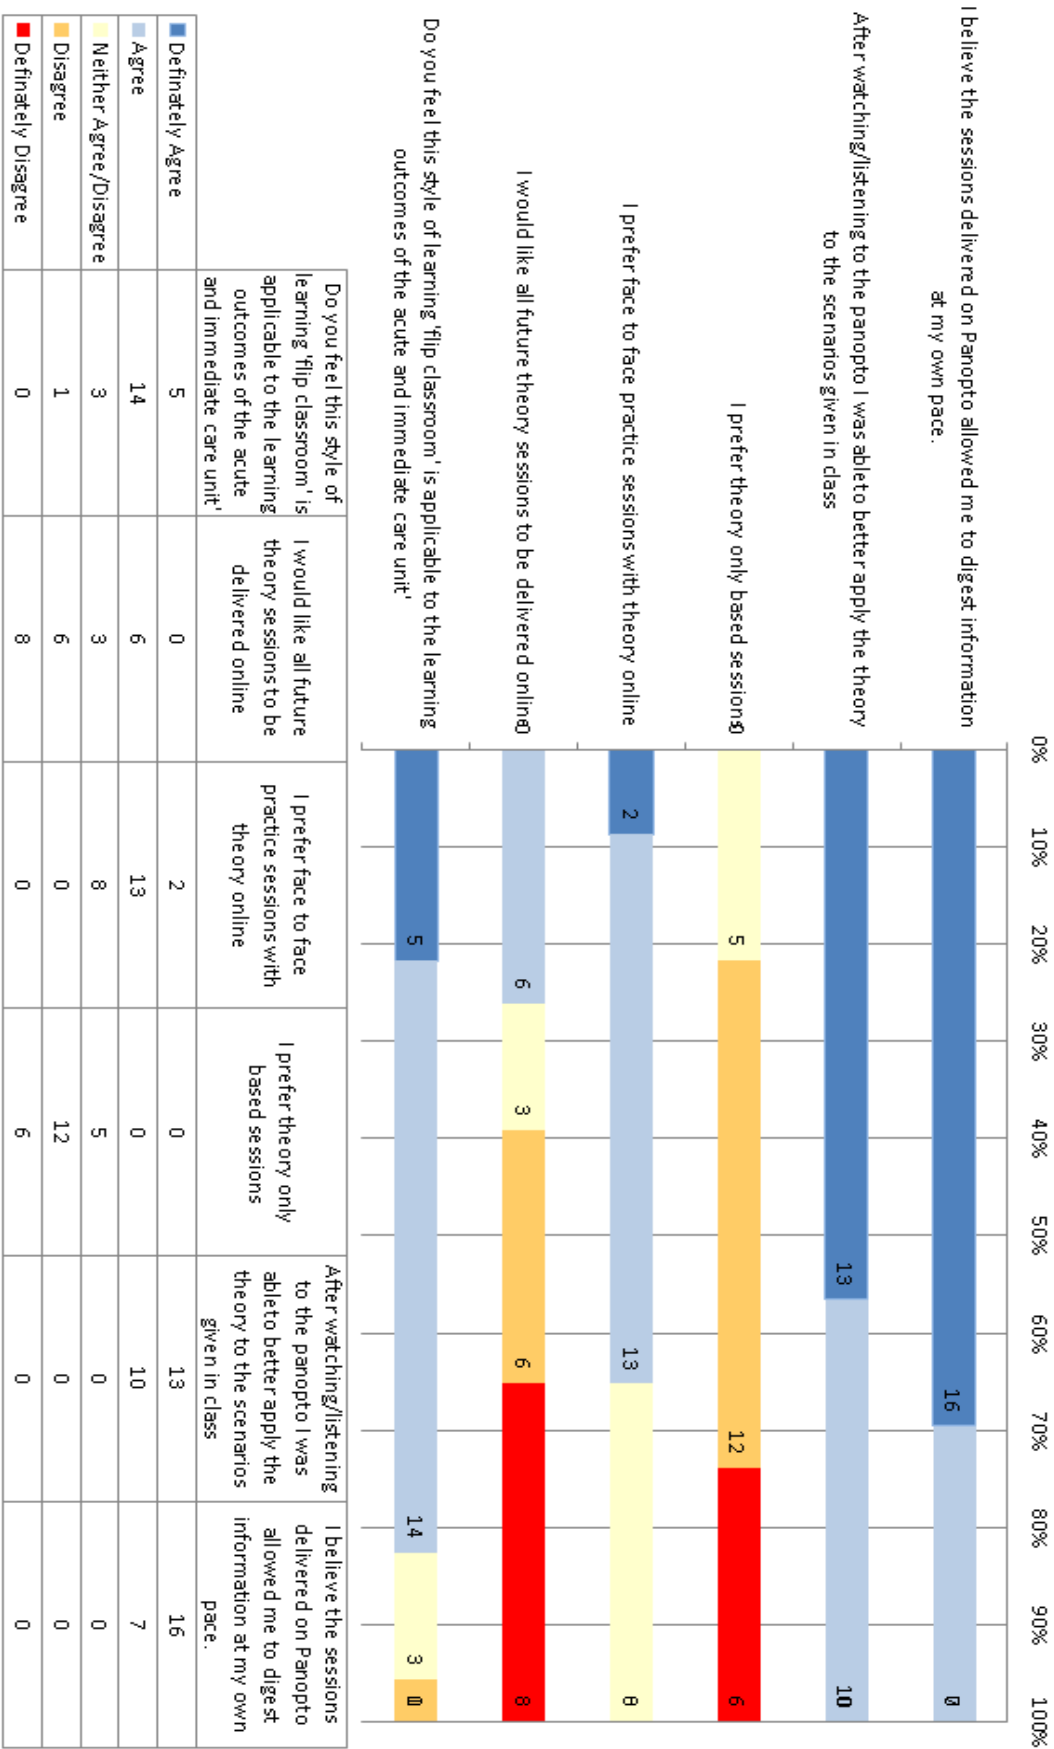 0% 10% 20% 30% 40% 50% 60% 70% 80% 90% 100%
I believe the sessions delivered on Panopto allowed me to digest information
at my own pace.
16
After watching/listening to the panopto I was able to better apply the theory
to the scenarios given in class
13 10
I prefer theory only based sessions
0 5 12 6
I prefer face to face practice sessions with theory online
2 13
I would like all future theory sessions to be delivered online
0 6 3 6 8
Do you feel this style of learning 'flip classroom' is applicable to the learning
outcomes of the acute and immediate care unit'
5 14 3
Do you feel this style of
learning 'flip classroom' is
applicable to the learning
outcomes of the acute
and immediate care unit'
I would like all future
theory sessions to be
delivered online
I prefer face to face
practice sessions with
theory online
I prefer theory only
based sessions
After watching/listening
to the panopto I was
able to better apply the
theory to the scenarios
given in class
I believe the sessions
delivered on Panopto
allowed me to digest
information at my own
pace.
Definately Agree 5 0 2 0 13 16
Agree 14 6 13 0 10 7
Neither Agree/Disagree 3 3 8 5 0 0
Disagree 1 6 0 12 0 0
Definately Disagree 0 8 0 6 0 0